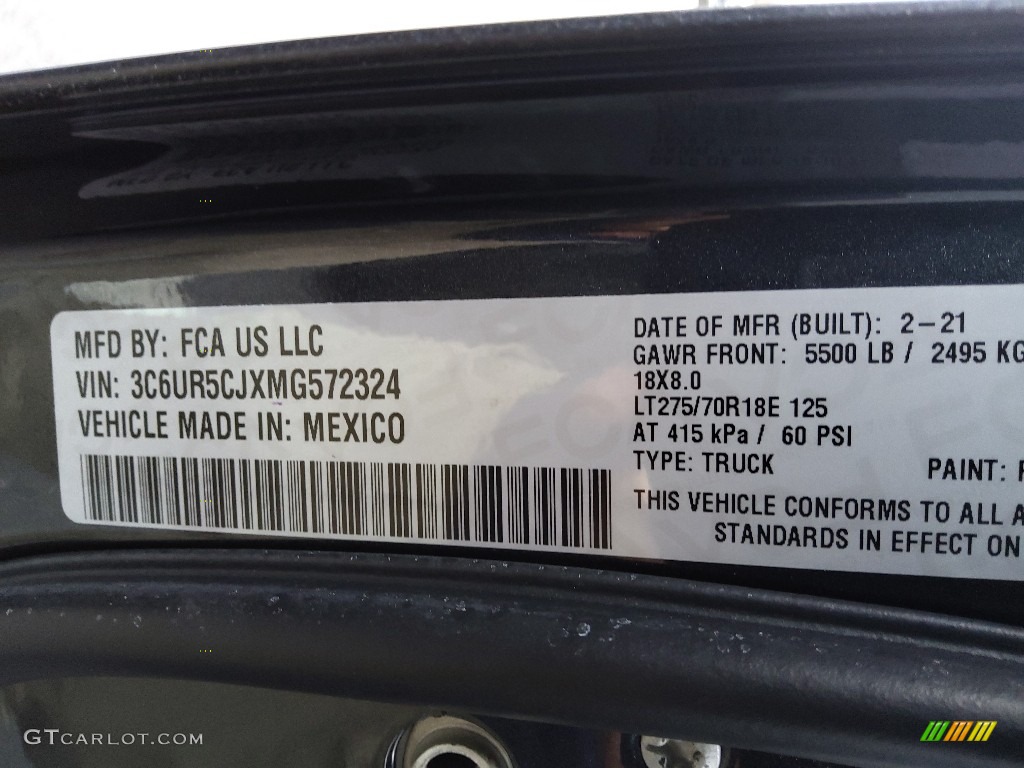 MFD BY: FCA US LLC
VIN: 3C6UR5CJXMG572324
VEHICLE MADE IN: MEXICO
DATE OF MFR (BUILT): 2-21
GAWR FRONT: 5500 LB / 2495 KG
18X8.0
LT275/70R18E 125
AT 415 kPa / 60 PSI
TYPE: TRUCK PAINT:
THIS VEHICLE CONFORMS TO ALL A
STANDARDS IN EFFECT ON
GTCARLOT.COM